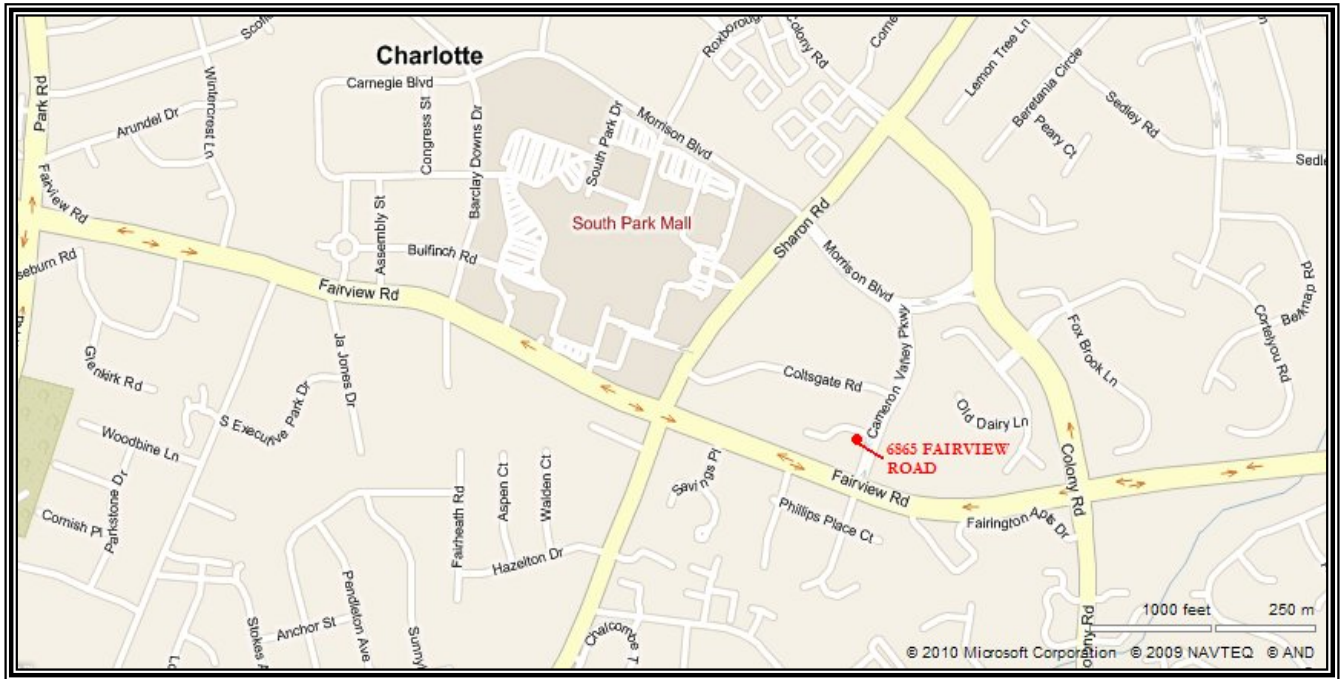 Charlotte
Park Rd
Wintercrest Ln
Arundel Dr
Fairview Rd
Carnegie Blvd
Congress St
Barclay Downs Dr
South Park Dr
Morrison Blvd
Colony Rd
Lemon Tree Ln
Beretania Circle
Peary Ct
Sedley Rd
South Park Mall
Sharon Rd
Assembly St
Bulfinch Rd
Fairview Rd
Morrison Blvd
Cameron Valley Pkwy
Fox Brook Ln
Cortelyou Rd
Belknap Rd
Glenkirk Rd
Ja Jones Dr
S Executive Park Dr
Coltsgate Rd
Old Dairy Ln
6865 FAIRVIEW
ROAD
Woodbine Ln
Parkstone Dr
Cornish Pl
Fairheath Rd
Aspen Ct
Walden Ct
Savings Pl
Fairview Rd
Phillips Place Ct
Fairington Apts Dr
Colony Rd
Hazelton Dr
Pendleton Ave
Anchor St
1000 feet
250 m
© 2010 Microsoft Corporation © 2009 NAVTEQ © AND